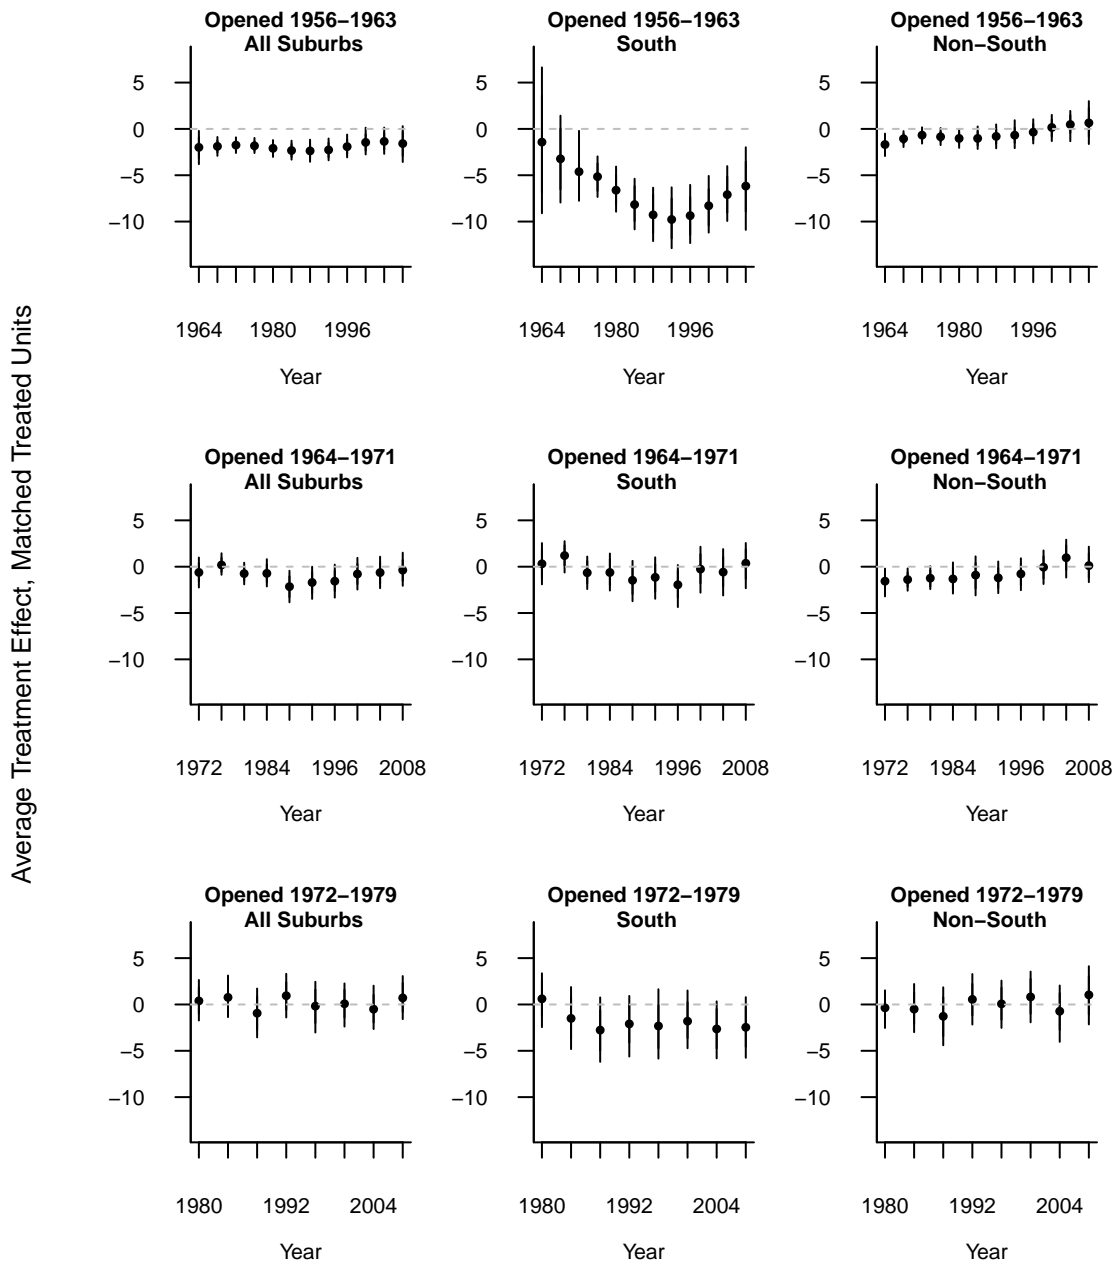 Average Treatment Effect, Matched Treated Units
Opened 1956−1963
All Suburbs
5
0
−5
−10
1964 1980 1996
Year
Opened 1956−1963
South
5
0
−5
−10
1964 1980 1996
Year
Opened 1956−1963
Non−South
5
0
−5
−10
1964 1980 1996
Year
Opened 1964−1971
All Suburbs
5
0
−5
−10
1972 1984 1996 2008
Year
Opened 1964−1971
South
5
0
−5
−10
1972 1984 1996 2008
Year
Opened 1964−1971
Non−South
5
0
−5
−10
1972 1984 1996 2008
Year
Opened 1972−1979
All Suburbs
5
0
−5
−10
1980 1992 2004
Year
Opened 1972−1979
South
5
0
−5
−10
1980 1992 2004
Year
Opened 1972−1979
Non−South
5
0
−5
−10
1980 1992 2004
Year